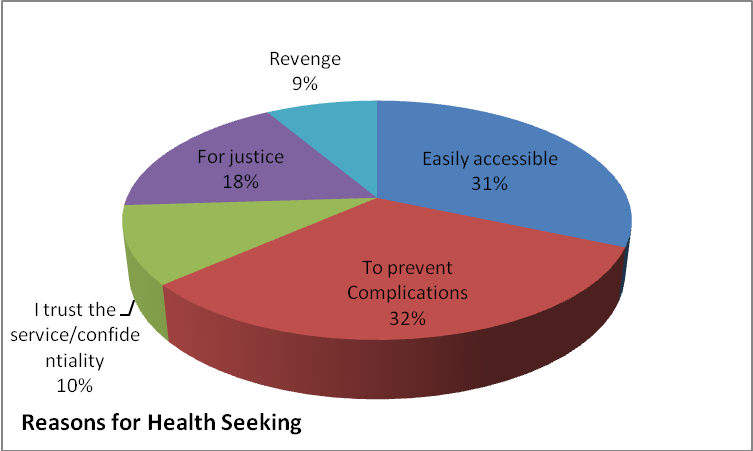 Revenge
9%
Easily accessible
31%
For justice
18%
To prevent
Complications
32%
I trust the
service/confide
ntiality
10%
Reasons for Health Seeking